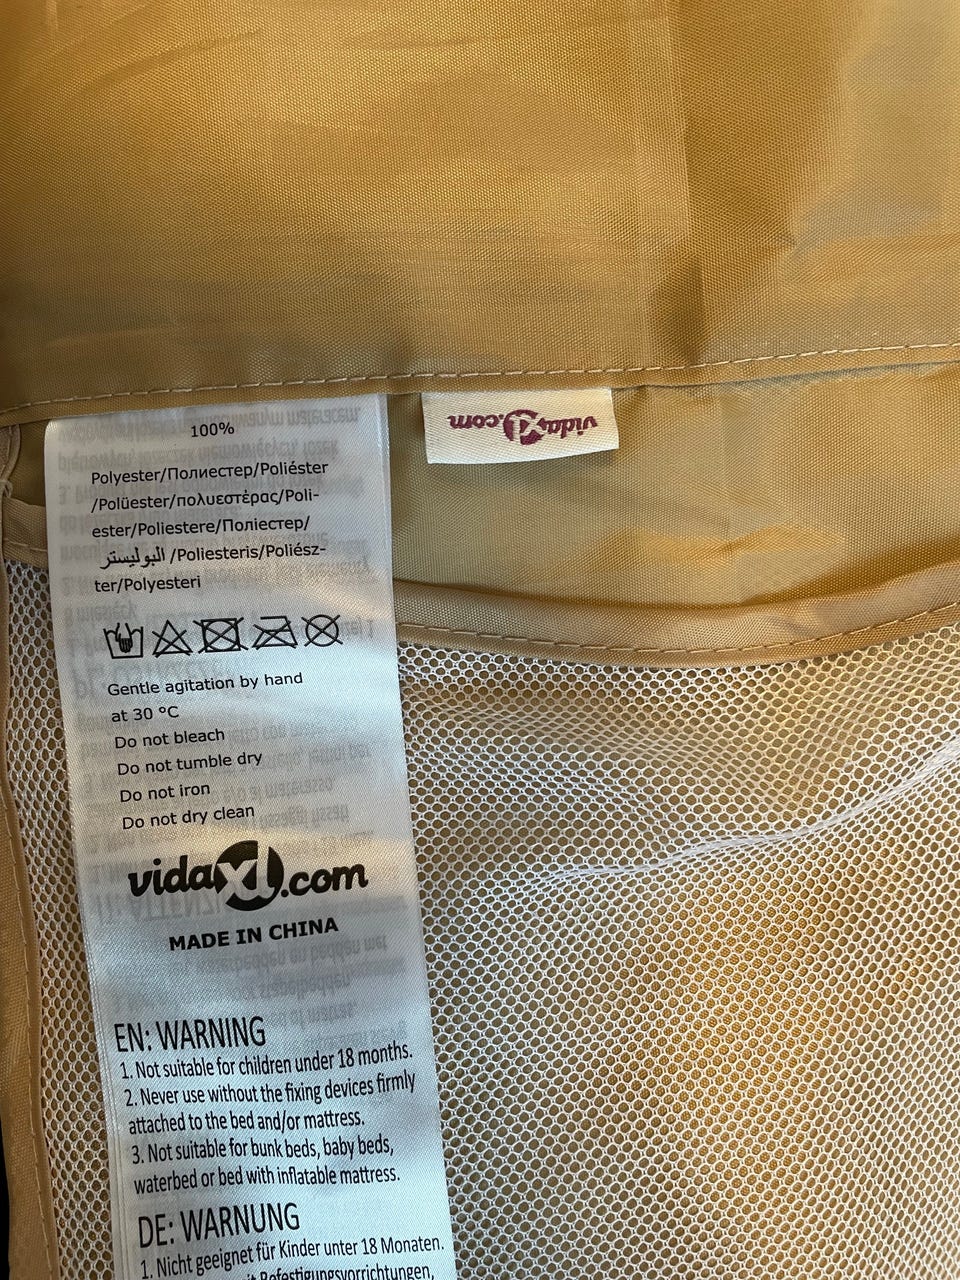 100%
Polyester/Полиестер/Poliéster
/Polüester/πολυεστέρας/Poli-
ester/Poliestere/Поліестер/
البوليستر /Poliesteris/Poliész-
ter/Polyesteri
Gentle agitation by hand
at 30 °C
Do not bleach
Do not tumble dry
Do not iron
Do not dry clean
vidaXL.com
MADE IN CHINA
EN: WARNING
1. Not suitable for children under 18 months.
2. Never use without the fixing devices firmly
attached to the bed and/or mattress.
3. Not suitable for bunk beds, baby beds,
waterbed or bed with inflatable mattress.
DE: WARNUNG
1. Nicht geeignet für Kinder unter 18 Monaten.
Befestigungsvorrichtungen,
vidaXL.com